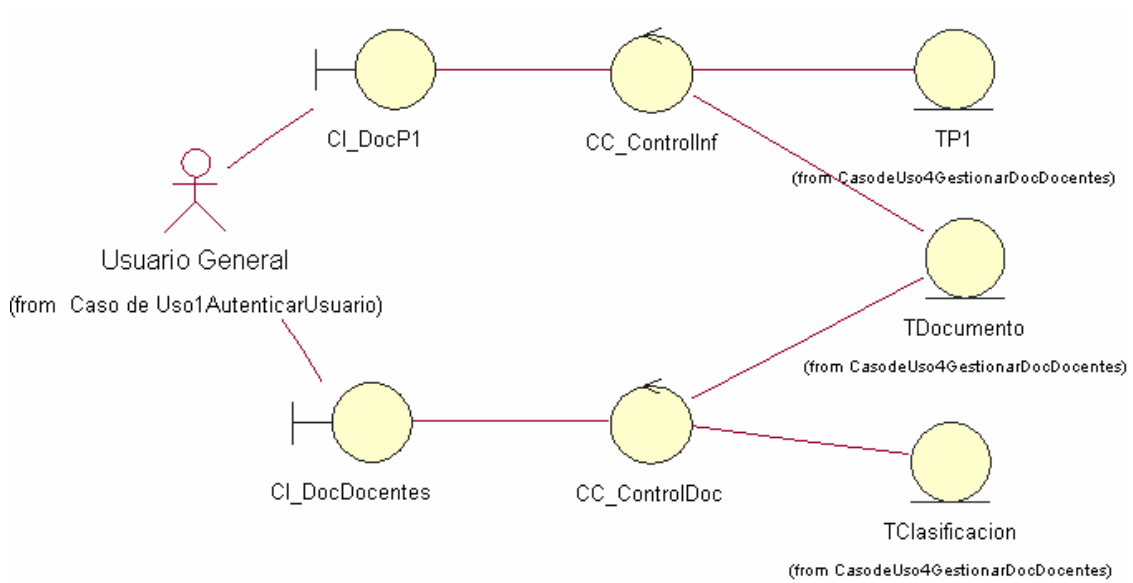 CI_DocP1
CC_ControlInf
TP1
(from CasodeUso4GestionarDocDocentes)
Usuario General
(from  Caso de Uso1AutenticarUsuario)
TDocumento
(from CasodeUso4GestionarDocDocentes)
CI_DocDocentes
CC_ControlDoc
TClasificacion
(from CasodeUso4GestionarDocDocentes)